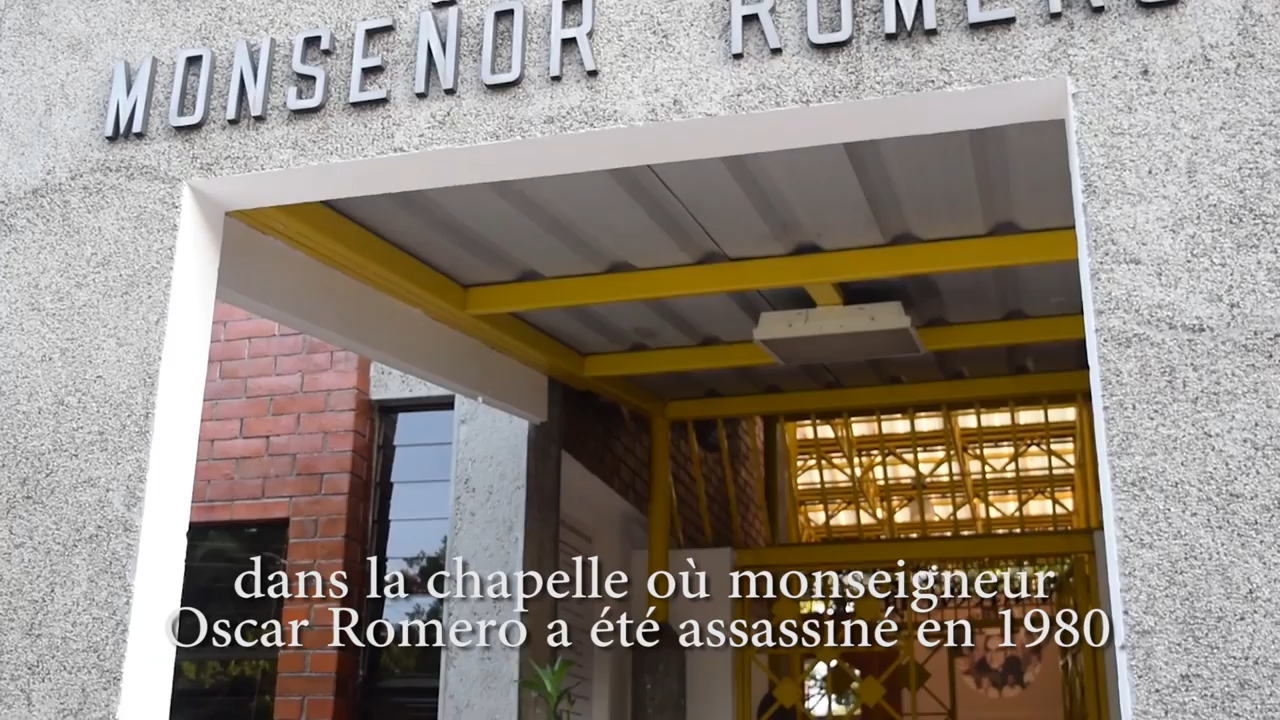 MONSEÑOR ROMERO
dans la chapelle où monseigneur
Oscar Romero a été assassiné en 1980